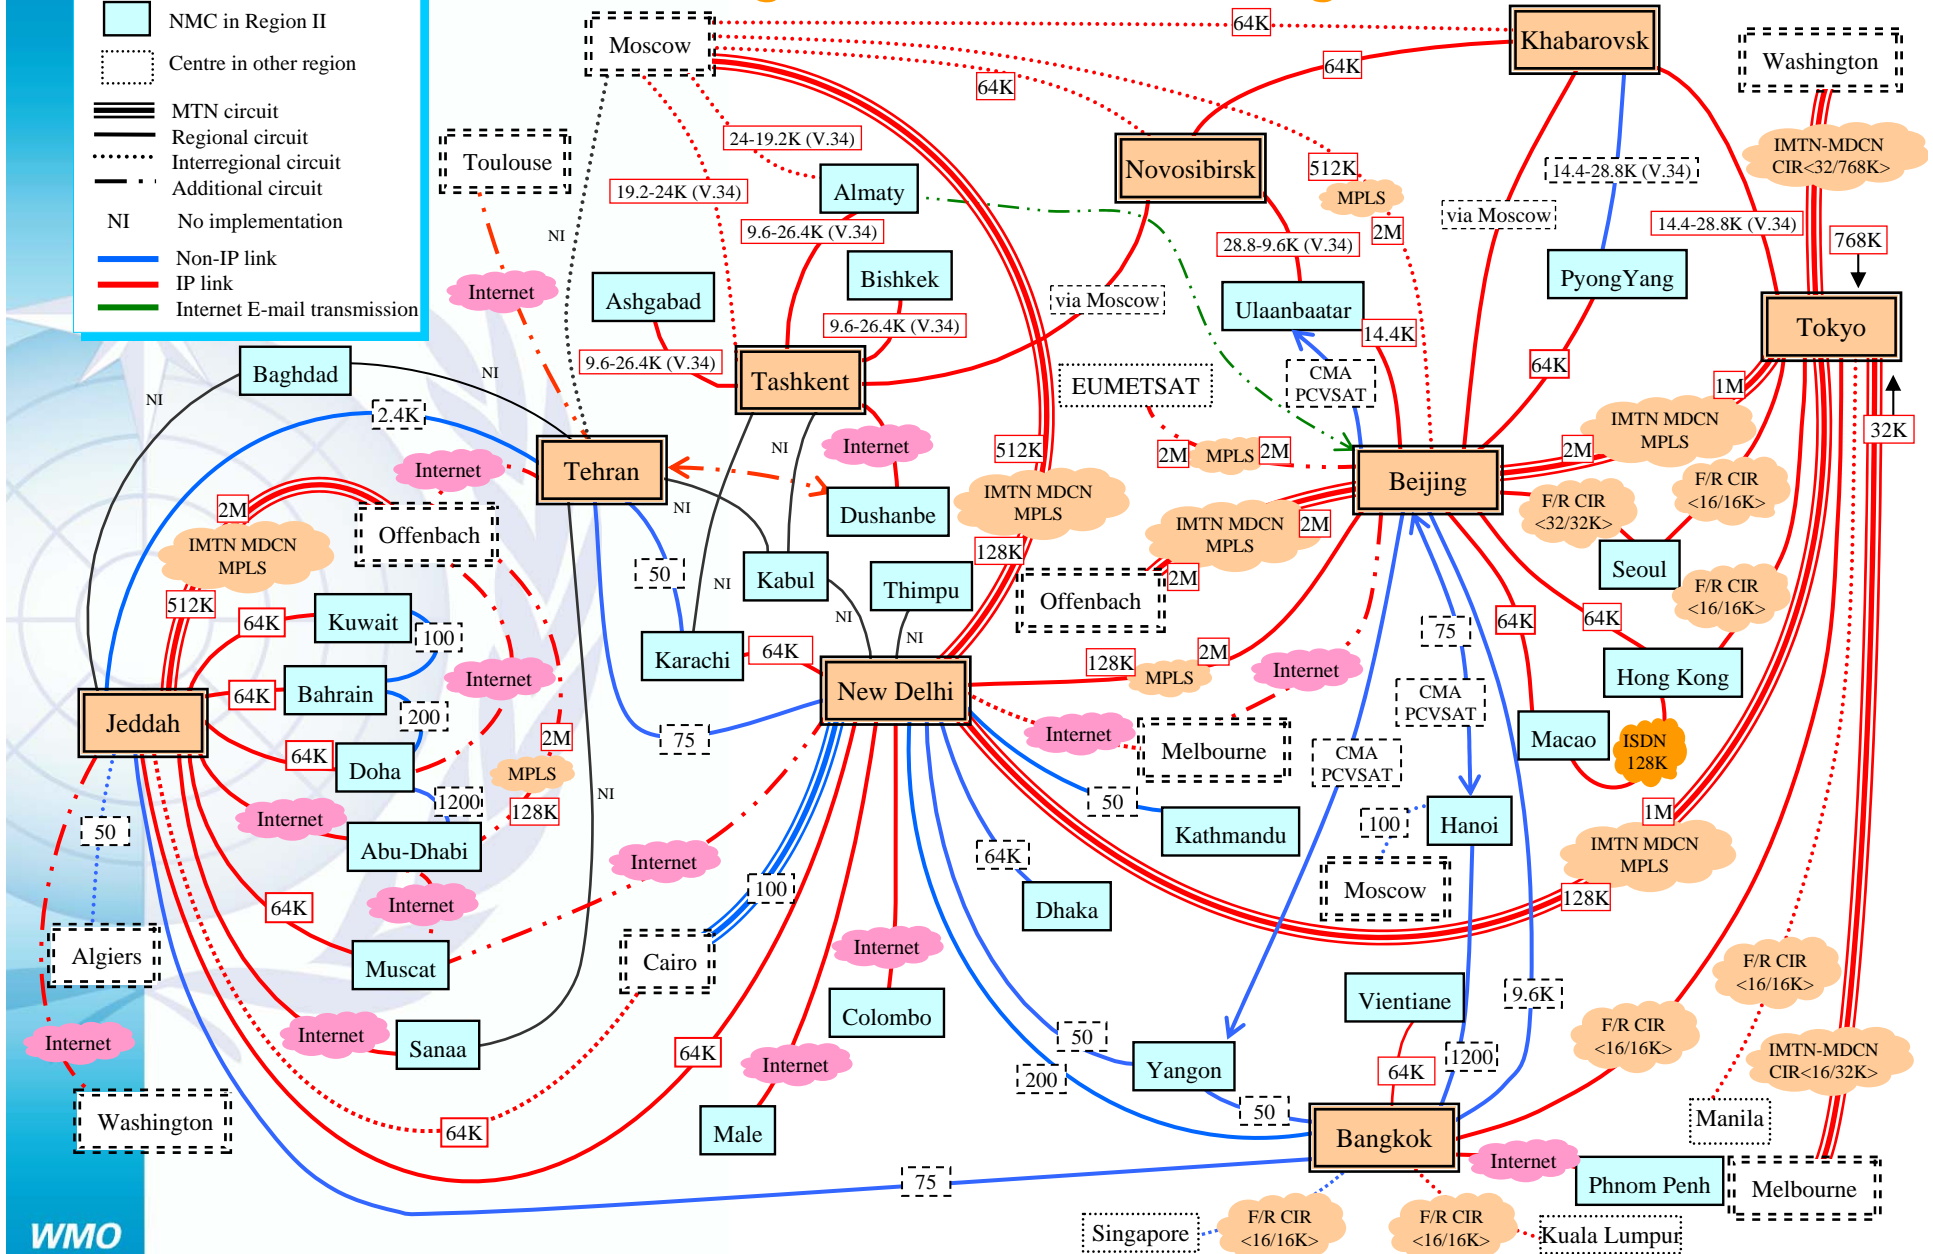 NMC in Region II
Centre in other region
MTN circuit
Regional circuit
Interregional circuit
Additional circuit
NI No implementation
Non-IP link
IP link
Internet E-mail transmission
Moscow
64K
Khabarovsk
Washington
64K
64K
IMTN-MDCN
CIR<32/768K>
Toulouse
24-19.2K (V.34)
Novosibirsk
512K
MPLS
2M
14.4-28.8K (V.34)
19.2-24K (V.34)
Almaty
via Moscow
14.4-28.8K (V.34)
768K
NI
9.6-26.4K (V.34)
28.8-9.6K (V.34)
Internet
Ashgabad
Bishkek
via Moscow
Ulaanbaatar
PyongYang
Tokyo
9.6-26.4K (V.34)
14.4K
9.6-26.4K (V.34)
Baghdad
NI
NI
Tashkent
EUMETSAT
CMA
PCVSAT
64K
1M
2.4K
NI
Internet
512K
2M
MPLS
2M
2M
IMTN MDCN
MPLS
32K
Internet
Tehran
NI
Dushanbe
IMTN MDCN
MPLS
Beijing
F/R CIR
<32/32K>
F/R CIR
<16/16K>
2M
Offenbach
IMTN MDCN
MPLS
2M
IMTN MDCN
MPLS
128K
2M
Seoul
50
NI
Kabul
Thimpu
Offenbach
F/R CIR
<16/16K>
512K
64K
Kuwait
100
NI
NI
75
64K
64K
Karachi
64K
128K
MPLS
2M
Internet
Hong Kong
64K
Bahrain
Internet
New Delhi
CMA
PCVSAT
Jeddah
200
75
Internet
Melbourne
Macao
ISDN
128K
64K
Doha
2M
MPLS
CMA
PCVSAT
NI
1200
128K
50
Kathmandu
100
Hanoi
1M
50
Internet
Abu-Dhabi
Internet
64K
IMTN MDCN
MPLS
64K
Internet
100
Dhaka
Moscow
128K
Algiers
Muscat
Cairo
Internet
F/R CIR
<16/16K>
Internet
Internet
Sanaa
Colombo
Vientiane
9.6K
64K
50
F/R CIR
<16/16K>
IMTN-MDCN
CIR<16/32K>
Internet
200
Yangon
64K
1200
Washington
64K
Male
50
Bangkok
Manila
Internet
75
Phnom Penh
Melbourne
Singapore
F/R CIR
<16/16K>
F/R CIR
<16/16K>
Kuala Lumpur
WMO